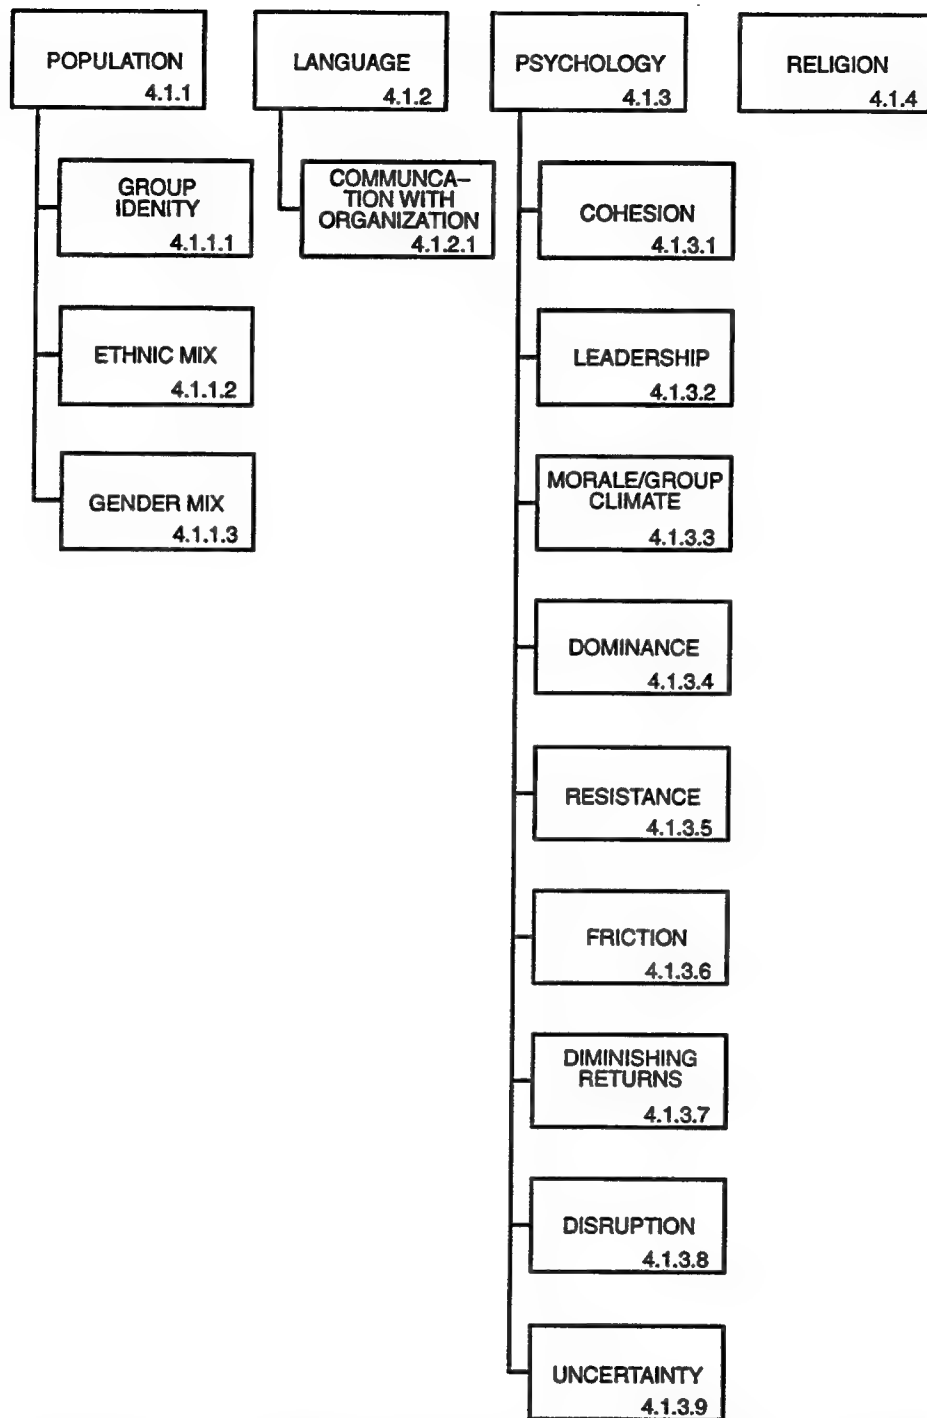 POPULATION
4.1.1
LANGUAGE
4.1.2
PSYCHOLOGY
4.1.3
RELIGION
4.1.4
GROUP
IDENITY
4.1.1.1
COMMUNCA–
TION WITH
ORGANIZATION
4.1.2.1
COHESION
4.1.3.1
ETHNIC MIX
4.1.1.2
LEADERSHIP
4.1.3.2
GENDER MIX
4.1.1.3
MORALE/GROUP
CLIMATE
4.1.3.3
DOMINANCE
4.1.3.4
RESISTANCE
4.1.3.5
FRICTION
4.1.3.6
DIMINISHING
RETURNS
4.1.3.7
DISRUPTION
4.1.3.8
UNCERTAINTY
4.1.3.9